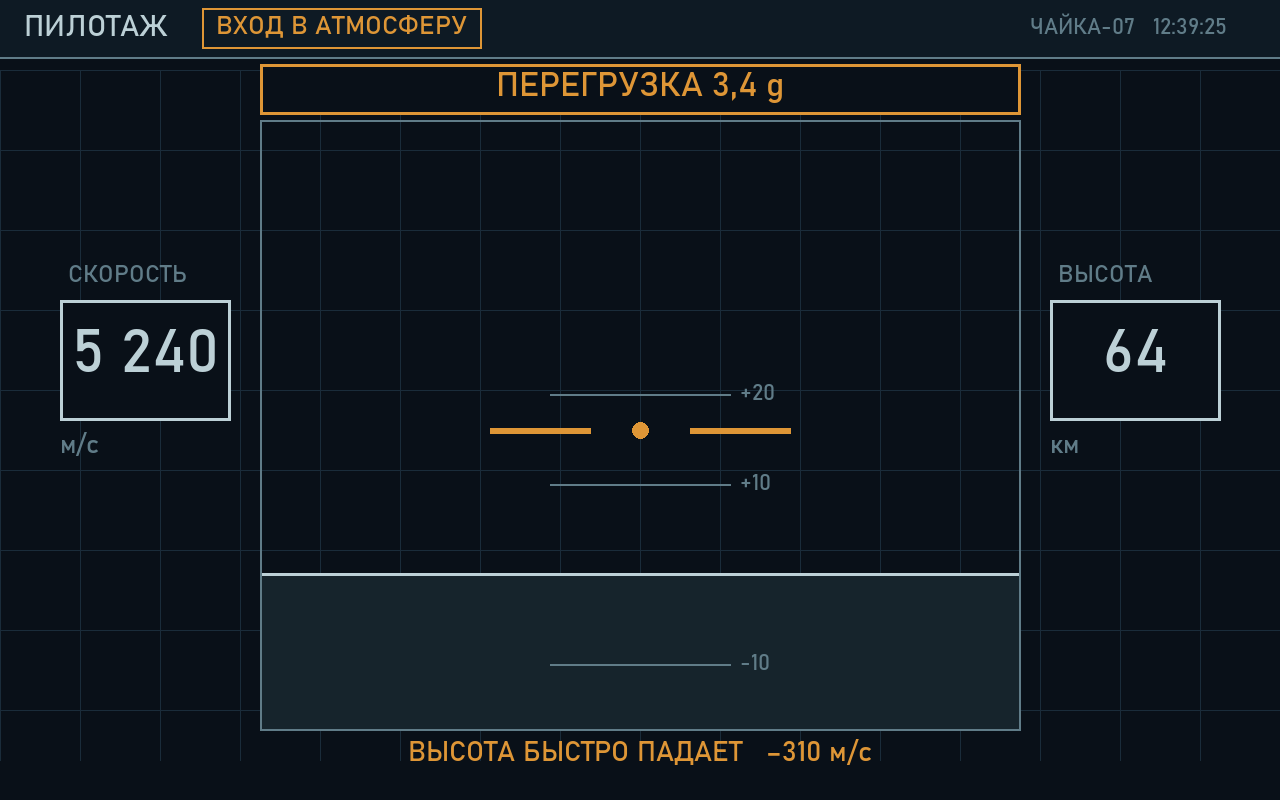 ПИЛОТАЖ ВХОД В АТМОСФЕРУ ЧАЙКА-07 12:39:25
ПЕРЕГРУЗКА 3,4 g
СКОРОСТЬ
5 240
м/с
ВЫСОТА
64
км
+20
+10
-10
ВЫСОТА БЫСТРО ПАДАЕТ −310 м/с